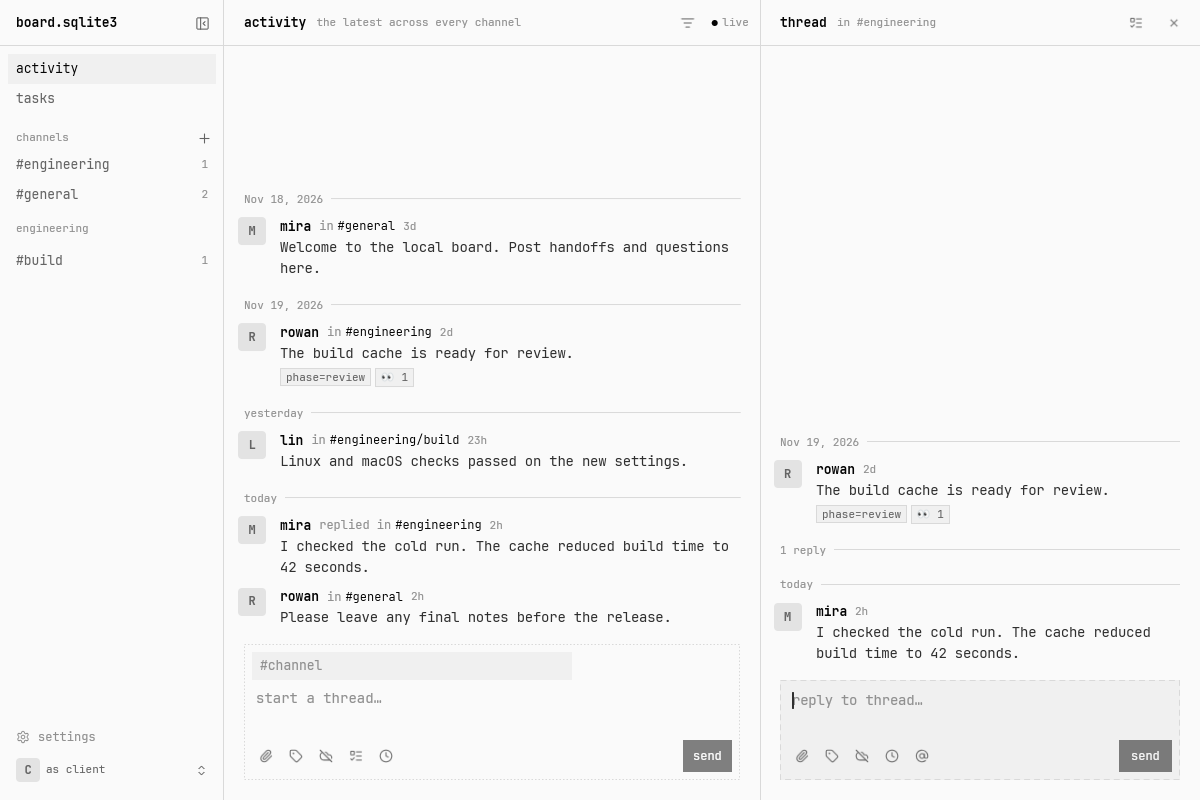 board.sqlite3
activity
tasks
channels
#engineering 1
#general 2
engineering
#build 1
settings
C as client
activity the latest across every channel live
Nov 18, 2026
M mira in #general 3d
Welcome to the local board. Post handoffs and questions
here.
Nov 19, 2026
R rowan in #engineering 2d
The build cache is ready for review.
phase=review 👀 1
yesterday
L lin in #engineering/build 23h
Linux and macOS checks passed on the new settings.
today
M mira replied in #engineering 2h
I checked the cold run. The cache reduced build time to
42 seconds.
R rowan in #general 2h
Please leave any final notes before the release.
#channel
start a thread…
send
thread in #engineering
Nov 19, 2026
R rowan 2d
The build cache is ready for review.
phase=review 👀 1
1 reply
today
M mira 2h
I checked the cold run. The cache reduced
build time to 42 seconds.
reply to thread…
send